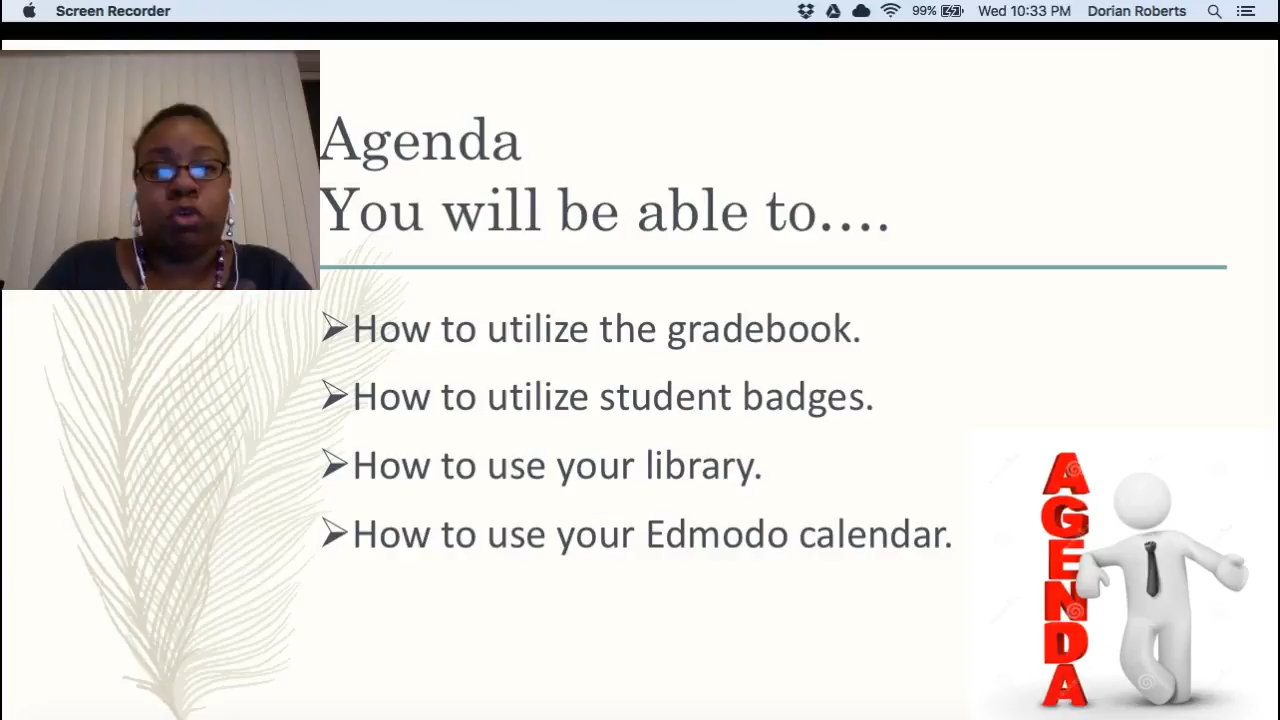 Screen Recorder
99%
Wed 10:33 PM
Dorian Roberts
Agenda
You will be able to....
How to utilize the gradebook.
How to utilize student badges.
How to use your library.
How to use your Edmodo calendar.
AGENDA